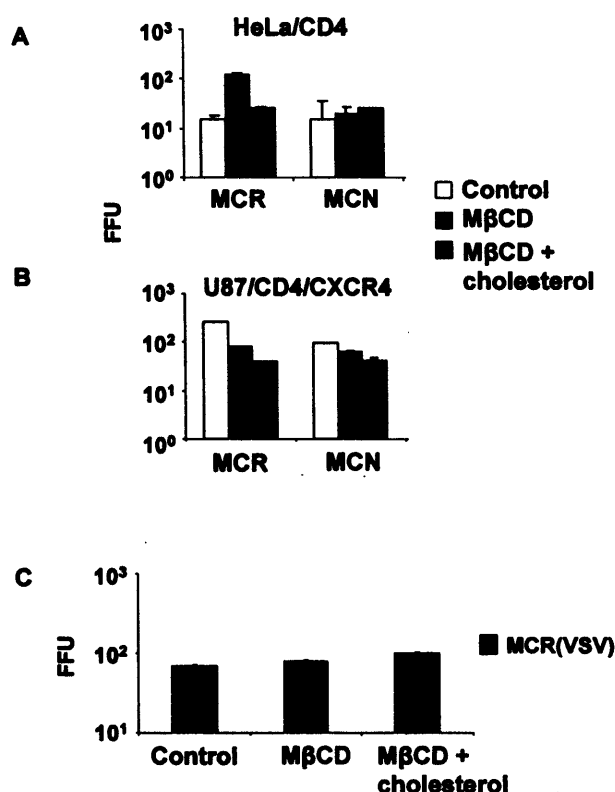 A
HeLa/CD4
10³
10²
10¹
10⁰
MCR MCN
FFU
Control
MβCD
MβCD +
cholesterol
B
U87/CD4/CXCR4
10³
10²
10¹
10⁰
MCR MCN
C
FFU
10³
10²
10¹
MCR(VSV)
Control MβCD MβCD +
cholesterol